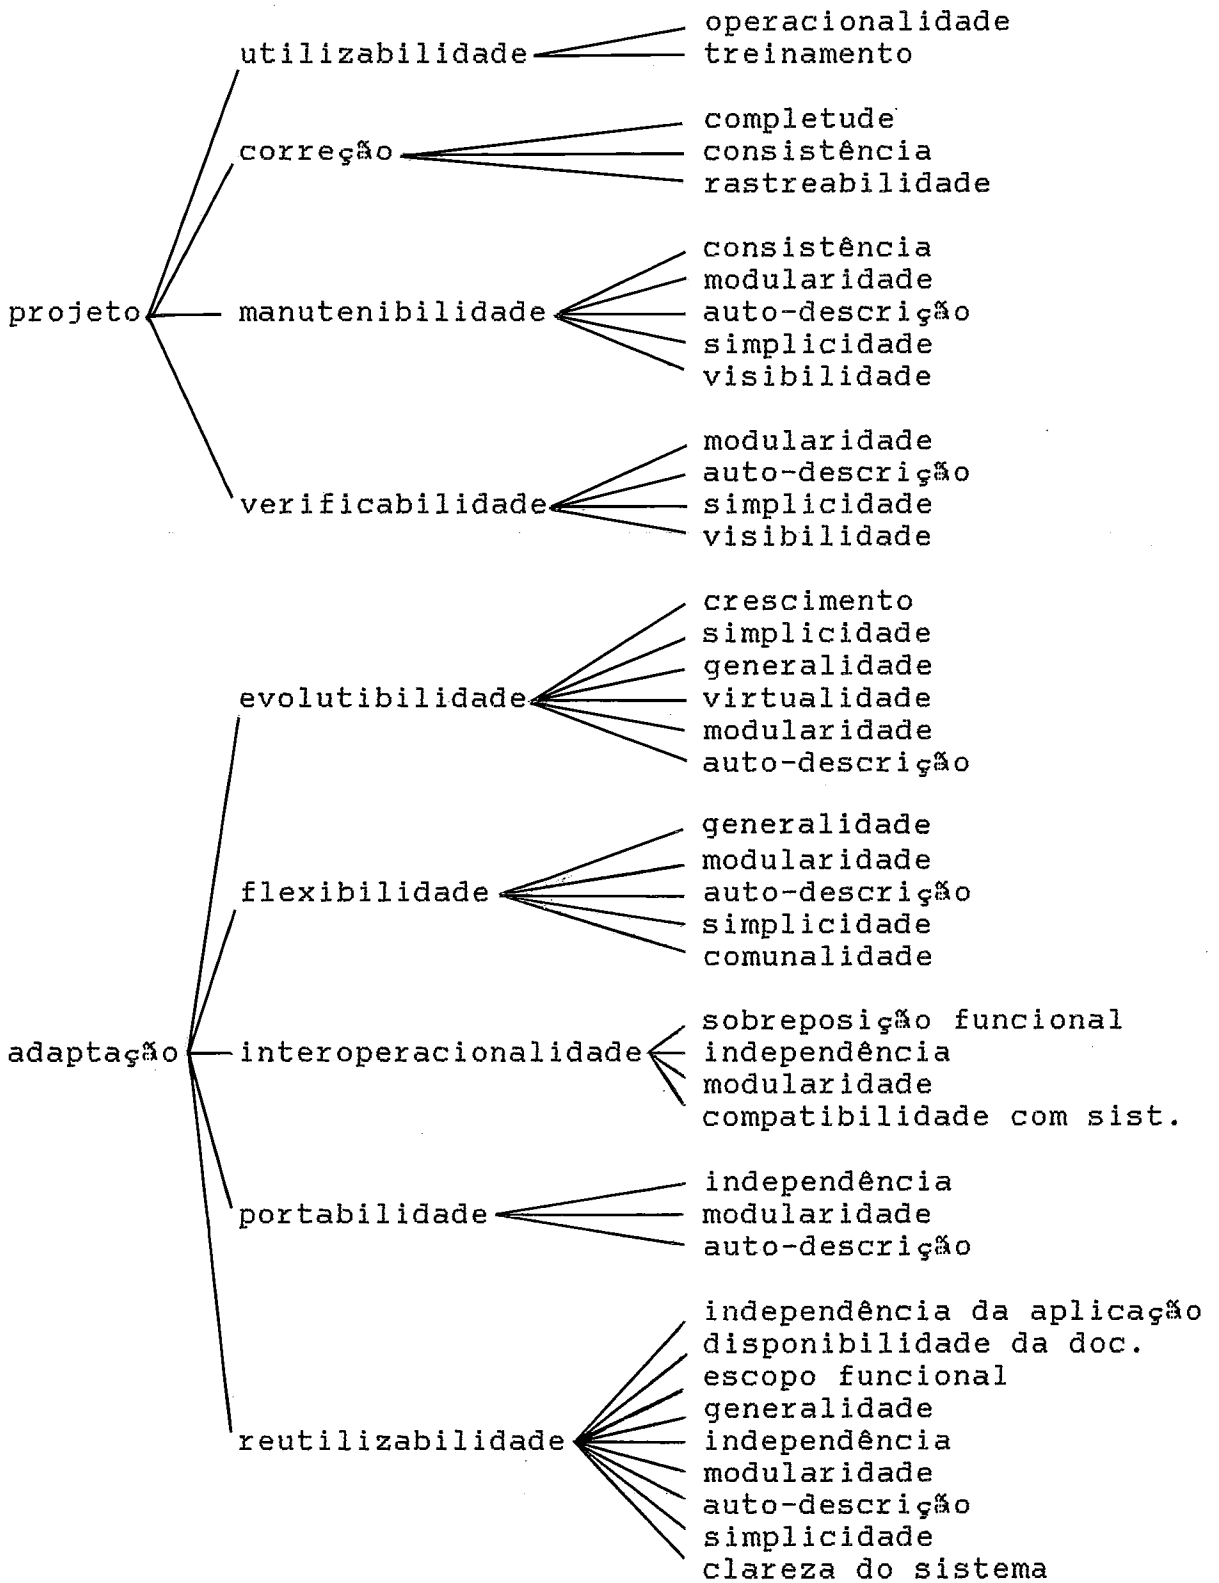 operacionalidade
utilizabilidade treinamento
completude
correção consistência
rastreabilidade
consistência
modularidade
projeto manutenibilidade auto-descrição
simplicidade
visibilidade
modularidade
auto-descrição
verificabilidade simplicidade
visibilidade
crescimento
simplicidade
generalidade
evolutibilidade virtualidade
modularidade
auto-descrição
generalidade
modularidade
flexibilidade auto-descrição
simplicidade
comunalidade
sobreposição funcional
adaptação interoperacionalidade independência
modularidade
compatibilidade com sist.
independência
portabilidade modularidade
auto-descrição
independência da aplicação
disponibilidade da doc.
escopo funcional
generalidade
reutilizabilidade independência
modularidade
auto-descrição
simplicidade
clareza do sistema